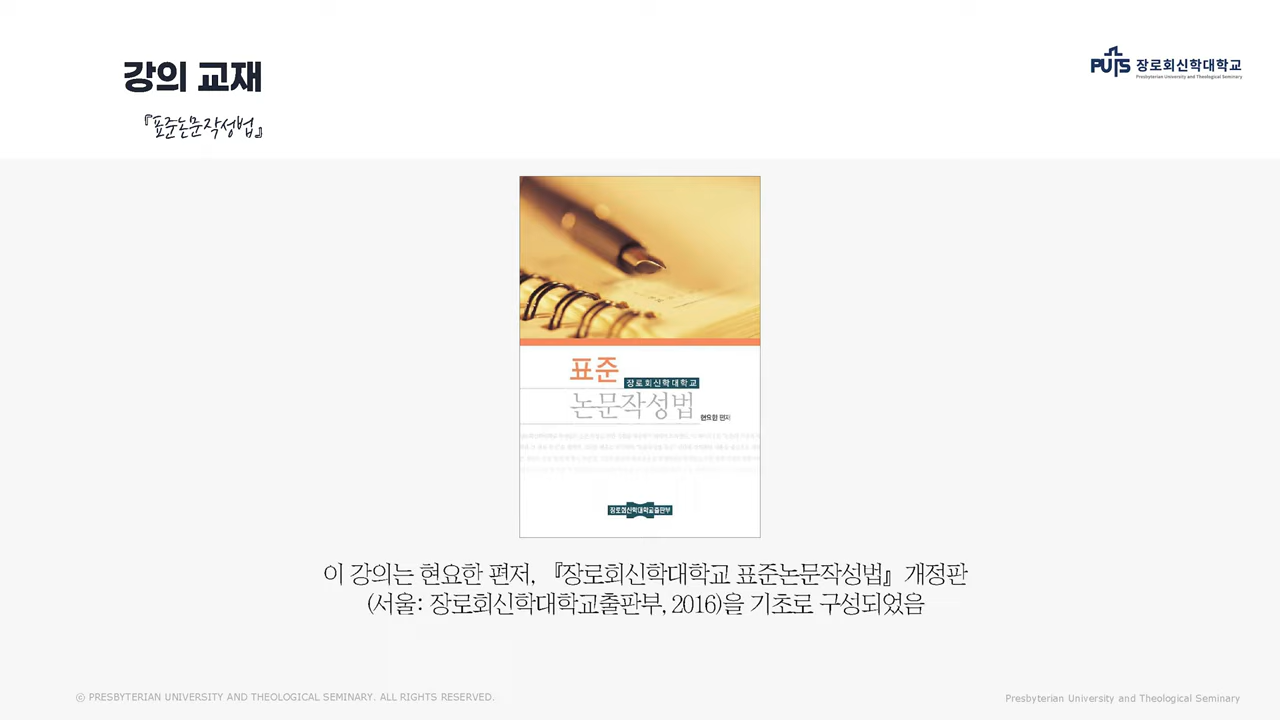 강의 교재
『표준논문작성법』
PUTS 장로회신학대학교
Presbyterian University and Theological Seminary
표준 장로회신학대학교
논문작성법 현요한 편저
장로회신학대학교출판부
이 강의는 현요한 편저, 『장로회신학대학교 표준논문작성법』 개정판
(서울: 장로회신학대학교출판부, 2016)을 기초로 구성되었음
© PRESBYTERIAN UNIVERSITY AND THEOLOGICAL SEMINARY. ALL RIGHTS RESERVED.
Presbyterian University and Theological Seminary